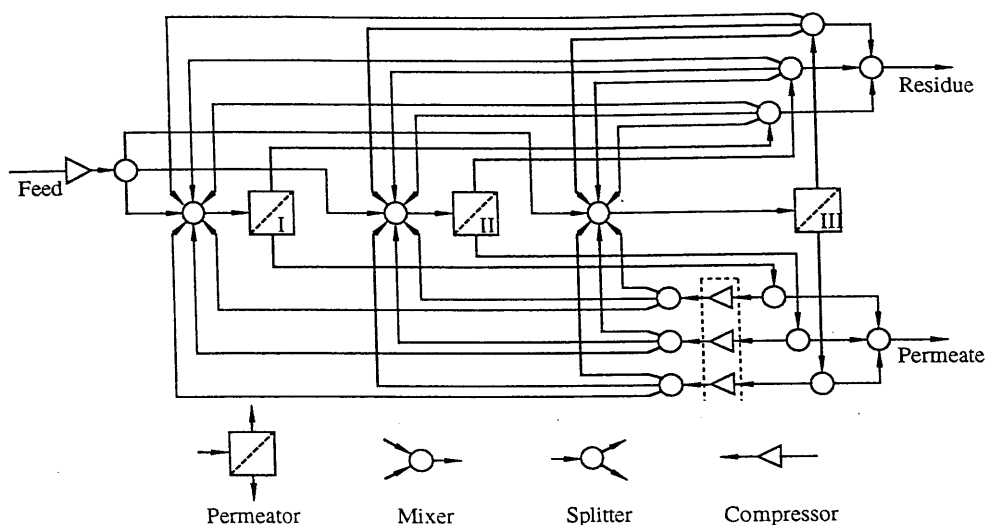 Residue
Feed
I
II
III
Permeate
Permeator
Mixer
Splitter
Compressor